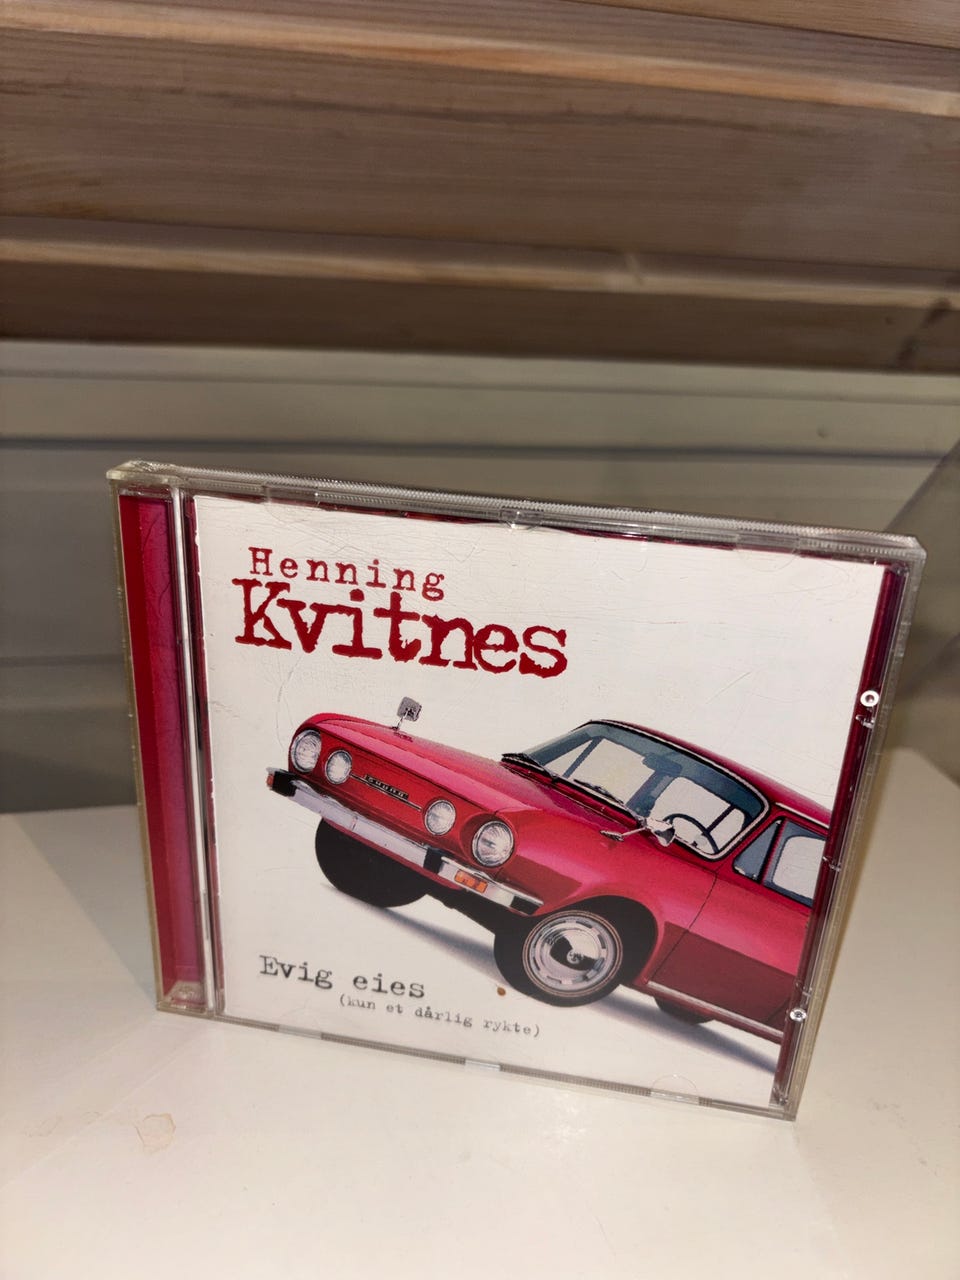 Henning
Kvitnes
Evig eies
(kun et dårlig rykte)